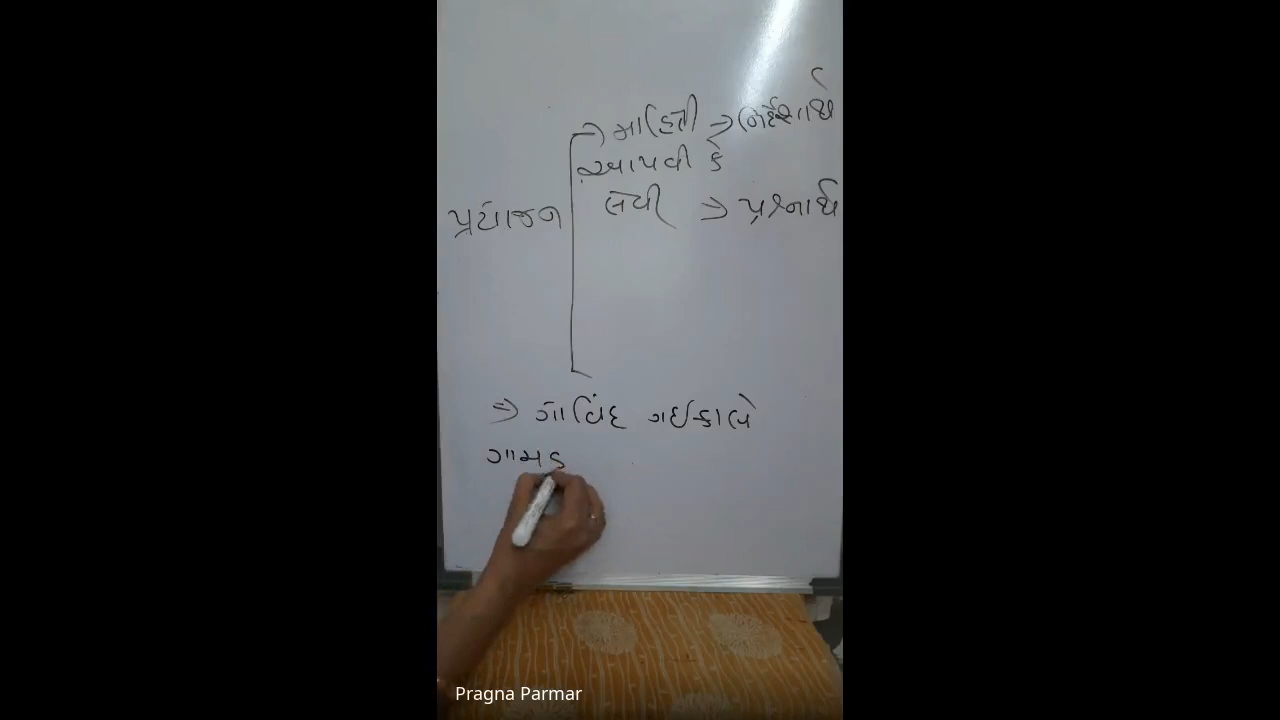 ⇒ માહિતી ⇒ નિર્દેશાર્થ
આપવી કે
લેવી ⇒ પ્રશ્નાર્થ
પ્રયોજન
⇒ ગોવિંદ ગઈકાલે
ગામડ
Pragna Parmar